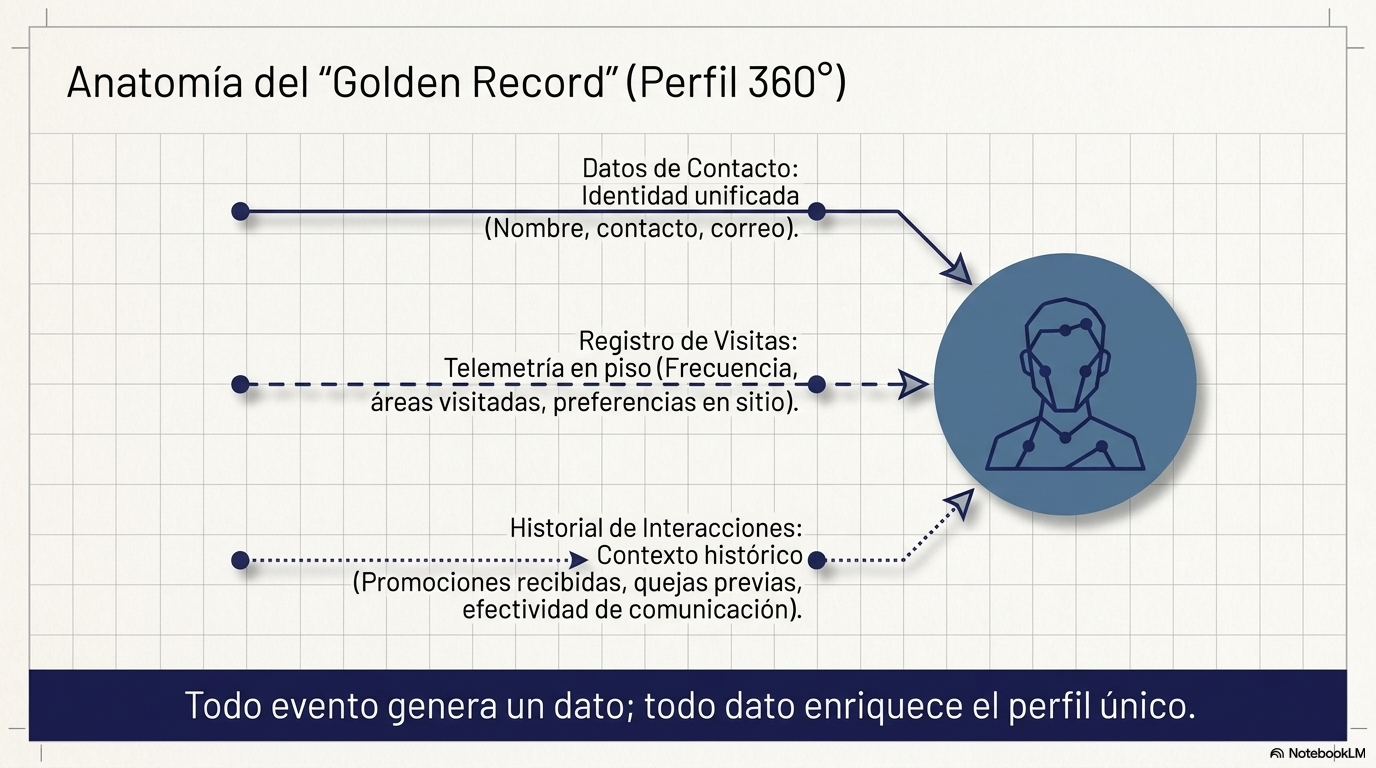 Anatomía del “Golden Record” (Perfil 360°)
Datos de Contacto:
Identidad unificada
(Nombre, contacto, correo).
Registro de Visitas:
Telemetría en piso (Frecuencia,
áreas visitadas, preferencias en sitio).
Historial de Interacciones:
Contexto histórico
(Promociones recibidas, quejas previas,
efectividad de comunicación).
Todo evento genera un dato; todo dato enriquece el perfil único.
NotebookLM